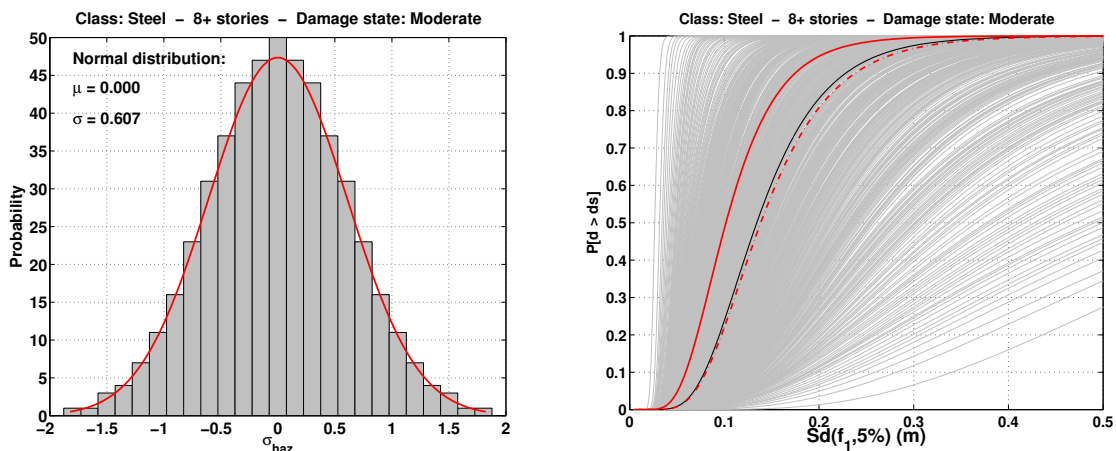 Class: Steel − 8+ stories − Damage state: Moderate
Normal distribution:
μ = 0.000
σ = 0.607
Probability
50
45
40
35
30
25
20
15
10
5
0
−2 −1.5 −1 −0.5 0 0.5 1 1.5 2
σhaz
Class: Steel − 8+ stories − Damage state: Moderate
P[d > ds]
1
0.9
0.8
0.7
0.6
0.5
0.4
0.3
0.2
0.1
0
0 0.1 0.2 0.3 0.4 0.5
Sd(f1,5%) (m)